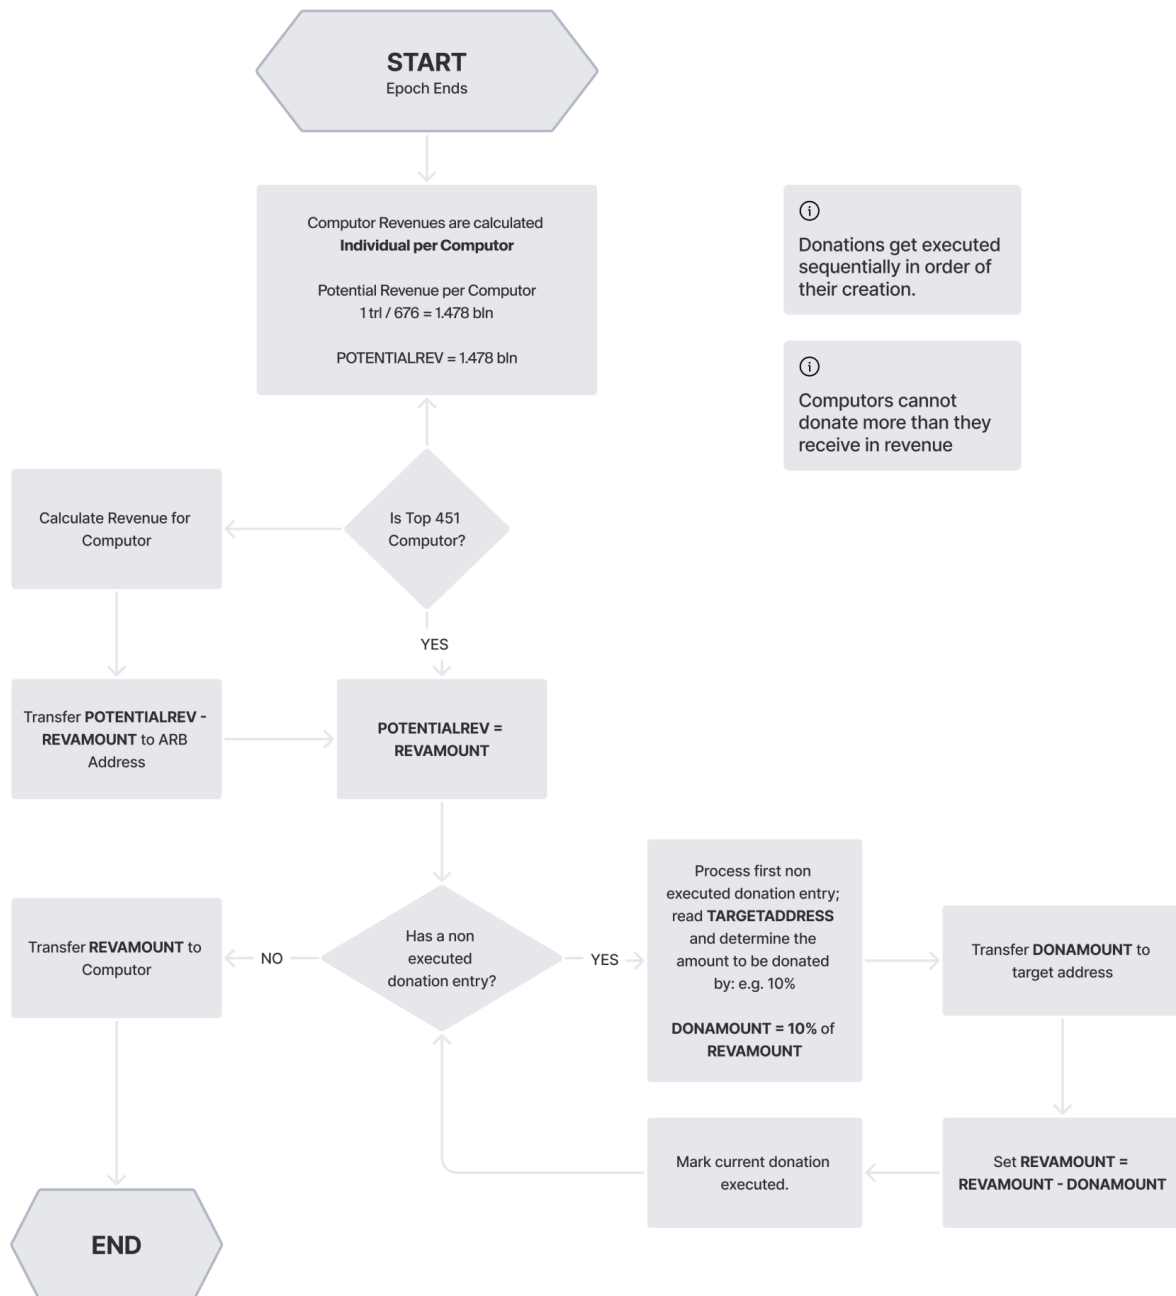 START
Epoch Ends
Computor Revenues are calculated
Individual per Computor
Potential Revenue per Computor
1 trl / 676 = 1.478 bln
POTENTIALREV = 1.478 bln
Donations get executed
sequentially in order of
their creation.
Computors cannot
donate more than they
receive in revenue
Calculate Revenue for
Computor
Is Top 451
Computor?
YES
Transfer POTENTIALREV -
REVAMOUNT to ARB
Address
POTENTIALREV =
REVAMOUNT
Transfer REVAMOUNT to
Computor
NO
Has a non
executed
donation entry?
YES
Process first non
executed donation entry;
read TARGETADDRESS
and determine the
amount to be donated
by: e.g. 10%
DONAMOUNT = 10% of
REVAMOUNT
Transfer DONAMOUNT to
target address
Mark current donation
executed.
Set REVAMOUNT =
REVAMOUNT - DONAMOUNT
END